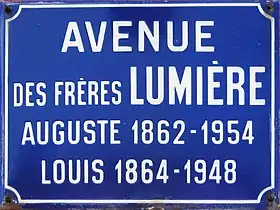 AVENUE
DES FRÈRES LUMIÈRE
AUGUSTE 1862-1954
LOUIS 1864-1948